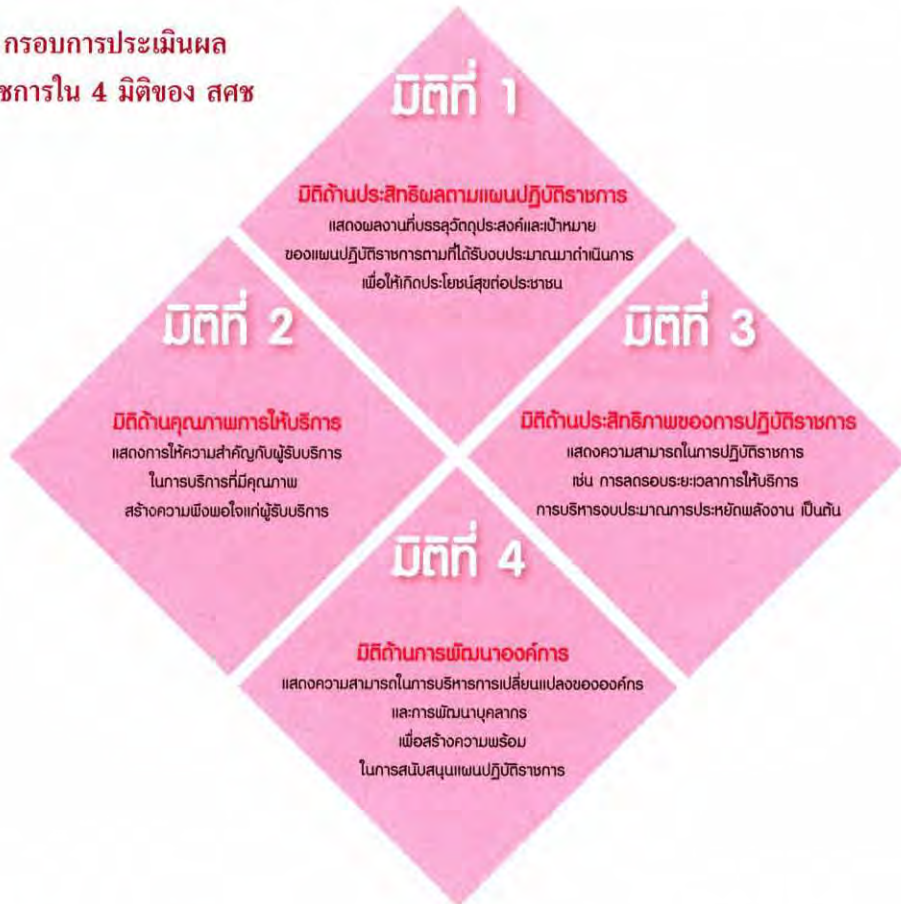 กรอบการประเมินผล
ชการใน 4 มิติของ สศช
มิติที่ 1
มิติด้านประสิทธิผลตามแผนปฏิบัติราชการ
แสดงผลงานที่บรรลุวัตถุประสงค์และเป้าหมาย
ของแผนปฏิบัติราชการตามที่ได้รับงบประมาณมาดำเนินการ
เพื่อให้เกิดประโยชน์สุขต่อประชาชน
มิติที่ 2
มิติด้านคุณภาพการให้บริการ
แสดงการให้ความสำคัญกับผู้รับบริการ
ในการบริการที่มีคุณภาพ
สร้างความพึงพอใจแก่ผู้รับบริการ
มิติที่ 3
มิติด้านประสิทธิภาพของการปฏิบัติราชการ
แสดงความสามารถในการปฏิบัติราชการ
เช่น การลดรอบระยะเวลาการให้บริการ
การบริหารงบประมาณการประหยัดพลังงาน เป็นต้น
มิติที่ 4
มิติด้านการพัฒนาองค์การ
แสดงความสามารถในการบริหารการเปลี่ยนแปลงขององค์กร
และการพัฒนาบุคลากร
เพื่อสร้างความพร้อม
ในการสนับสนุนแผนปฏิบัติราชการ